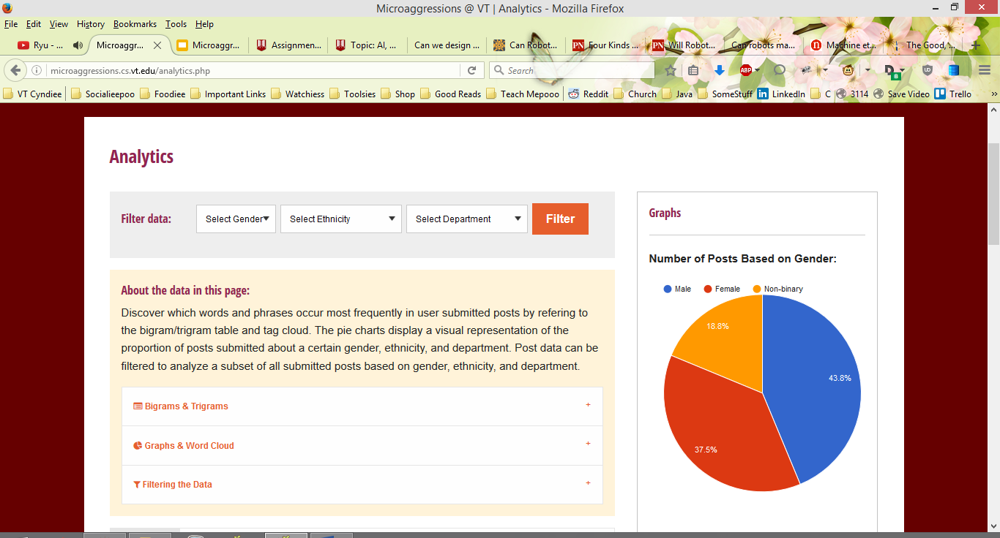 Microaggressions @ VT | Analytics - Mozilla Firefox
File Edit View History Bookmarks Tools Help
Ryu - ... Microaggr... Microaggr... Assignmen... Topic: AI, ... Can we design ... Can Robot... Four Kinds ... Will Robot... Can robots ma... Machine et... The Good, ...
microaggressions.cs.vt.edu/analytics.php Search ABP 8 UD
VT Cyndiee Socialieepoo Foodiee Important Links Watchiess Toolsies Shop Good Reads Teach Mepooo Reddit Church Java SomeStuff LinkedIn C 3114 Save Video Trello »
Analytics
Filter data: Select Gender Select Ethnicity Select Department Filter
About the data in this page:
Discover which words and phrases occur most frequently in user submitted posts by refering to
the bigram/trigram table and tag cloud. The pie charts display a visual representation of the
proportion of posts submitted about a certain gender, ethnicity, and department. Post data can be
filtered to analyze a subset of all submitted posts based on gender, ethnicity, and department.
Bigrams & Trigrams +
Graphs & Word Cloud +
Filtering the Data +
Graphs
Number of Posts Based on Gender:
Male Female Non-binary
18.8%
43.8%
37.5%